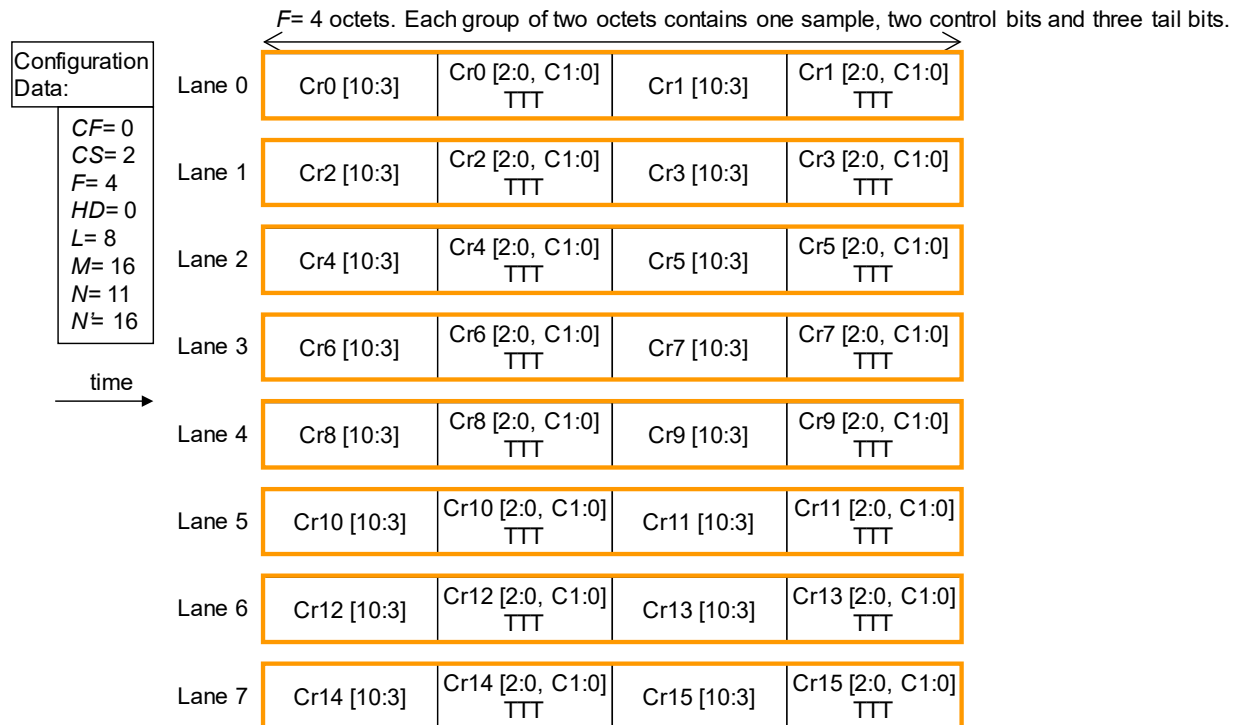 F= 4 octets. Each group of two octets contains one sample, two control bits and three tail bits.
Configuration
Data:
CF= 0
CS= 2
F= 4
HD= 0
L= 8
M= 16
N= 11
N'= 16
time
Lane 0
Cr0 [10:3]
Cr0 [2:0, C1:0]
TTT
Cr1 [10:3]
Cr1 [2:0, C1:0]
TTT
Lane 1
Cr2 [10:3]
Cr2 [2:0, C1:0]
TTT
Cr3 [10:3]
Cr3 [2:0, C1:0]
TTT
Lane 2
Cr4 [10:3]
Cr4 [2:0, C1:0]
TTT
Cr5 [10:3]
Cr5 [2:0, C1:0]
TTT
Lane 3
Cr6 [10:3]
Cr6 [2:0, C1:0]
TTT
Cr7 [10:3]
Cr7 [2:0, C1:0]
TTT
Lane 4
Cr8 [10:3]
Cr8 [2:0, C1:0]
TTT
Cr9 [10:3]
Cr9 [2:0, C1:0]
TTT
Lane 5
Cr10 [10:3]
Cr10 [2:0, C1:0]
TTT
Cr11 [10:3]
Cr11 [2:0, C1:0]
TTT
Lane 6
Cr12 [10:3]
Cr12 [2:0, C1:0]
TTT
Cr13 [10:3]
Cr13 [2:0, C1:0]
TTT
Lane 7
Cr14 [10:3]
Cr14 [2:0, C1:0]
TTT
Cr15 [10:3]
Cr15 [2:0, C1:0]
TTT